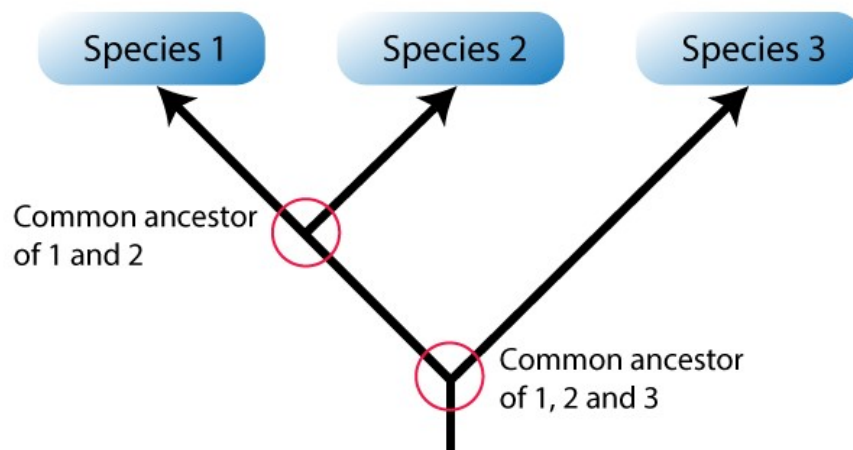 Species 1
Species 2
Species 3
Common ancestor
of 1 and 2
Common ancestor
of 1, 2 and 3